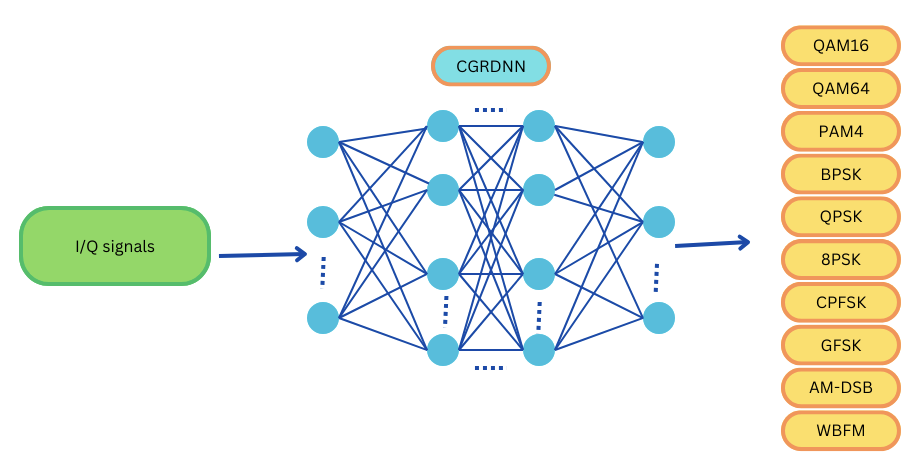 CGRDNN
I/Q signals
QAM16
QAM64
PAM4
BPSK
QPSK
8PSK
CPFSK
GFSK
AM-DSB
WBFM